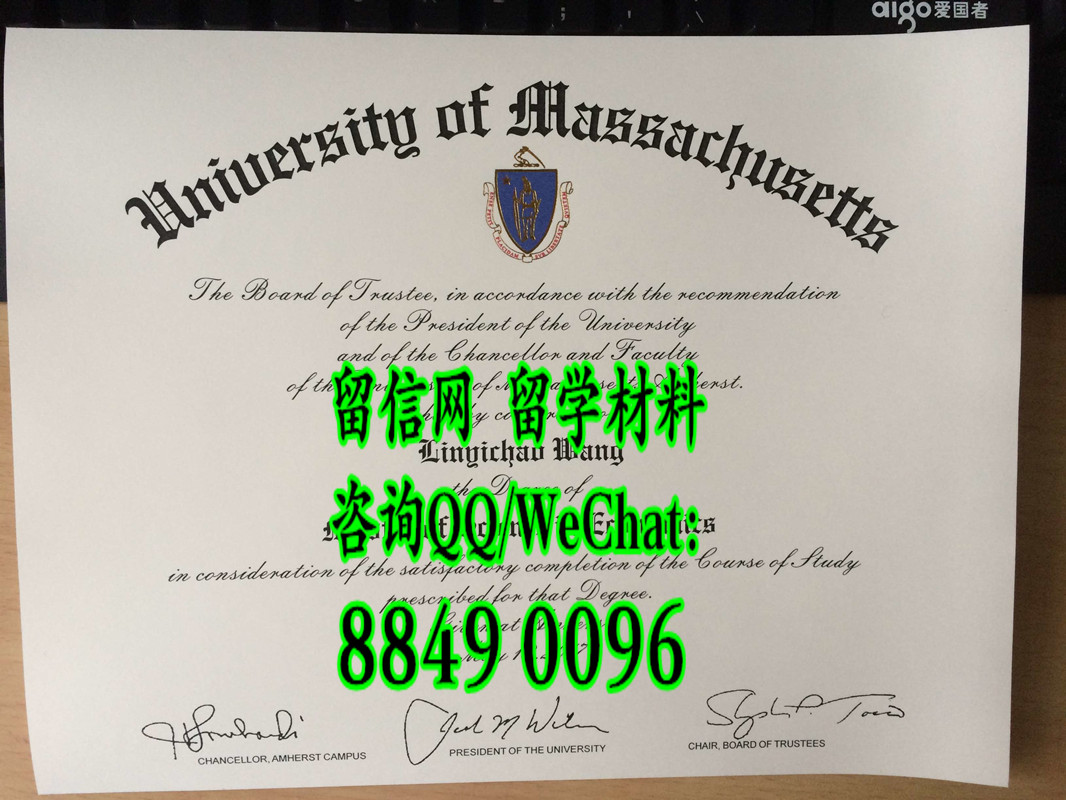 aigo爱国者
University of Massachusetts
The Board of Trustee, in accordance with the recommendation
of the President of the University
and of the Chancellor and Faculty
留信网 留学材料
Linyichao Wang
the Degree of
咨询QQ/WeChat:
in consideration of the satisfactory completion of the Course of Study
prescribed for that Degree.
8849 0096
CHANCELLOR, AMHERST CAMPUS
PRESIDENT OF THE UNIVERSITY
CHAIR, BOARD OF TRUSTEES